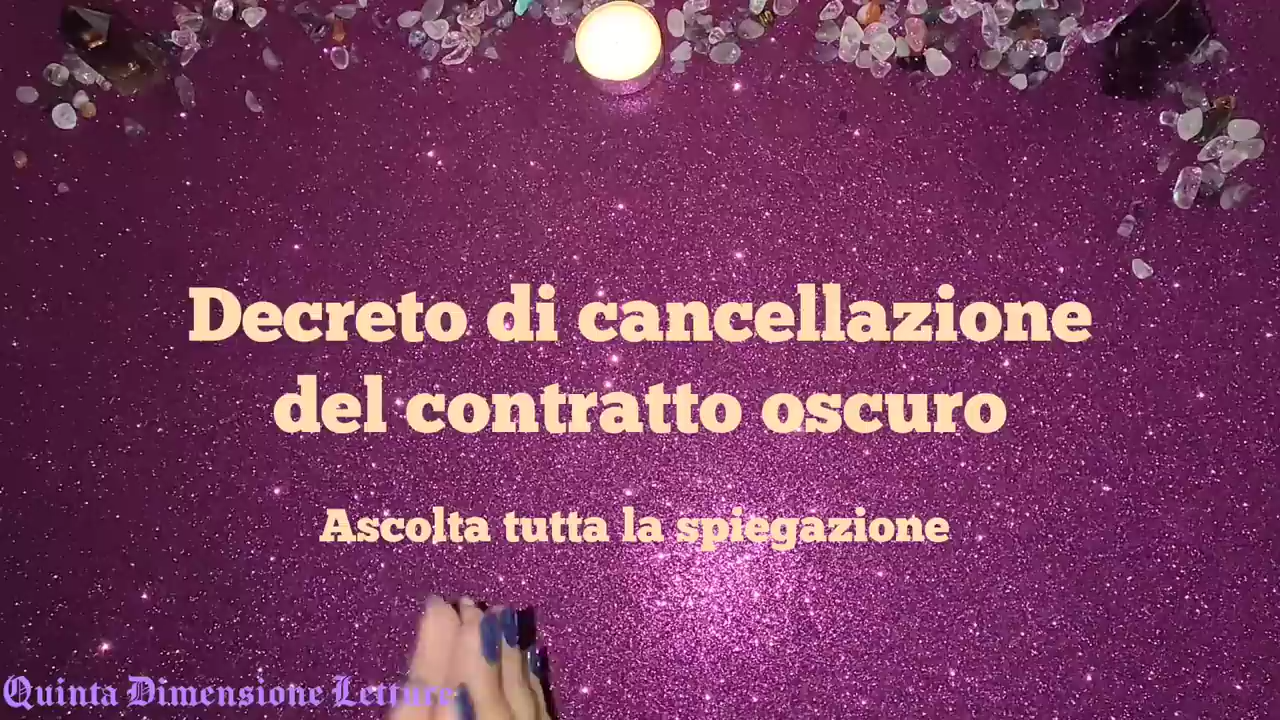 Decreto di cancellazione
del contratto oscuro
Ascolta tutta la spiegazione
Quinta Dimensione Letture